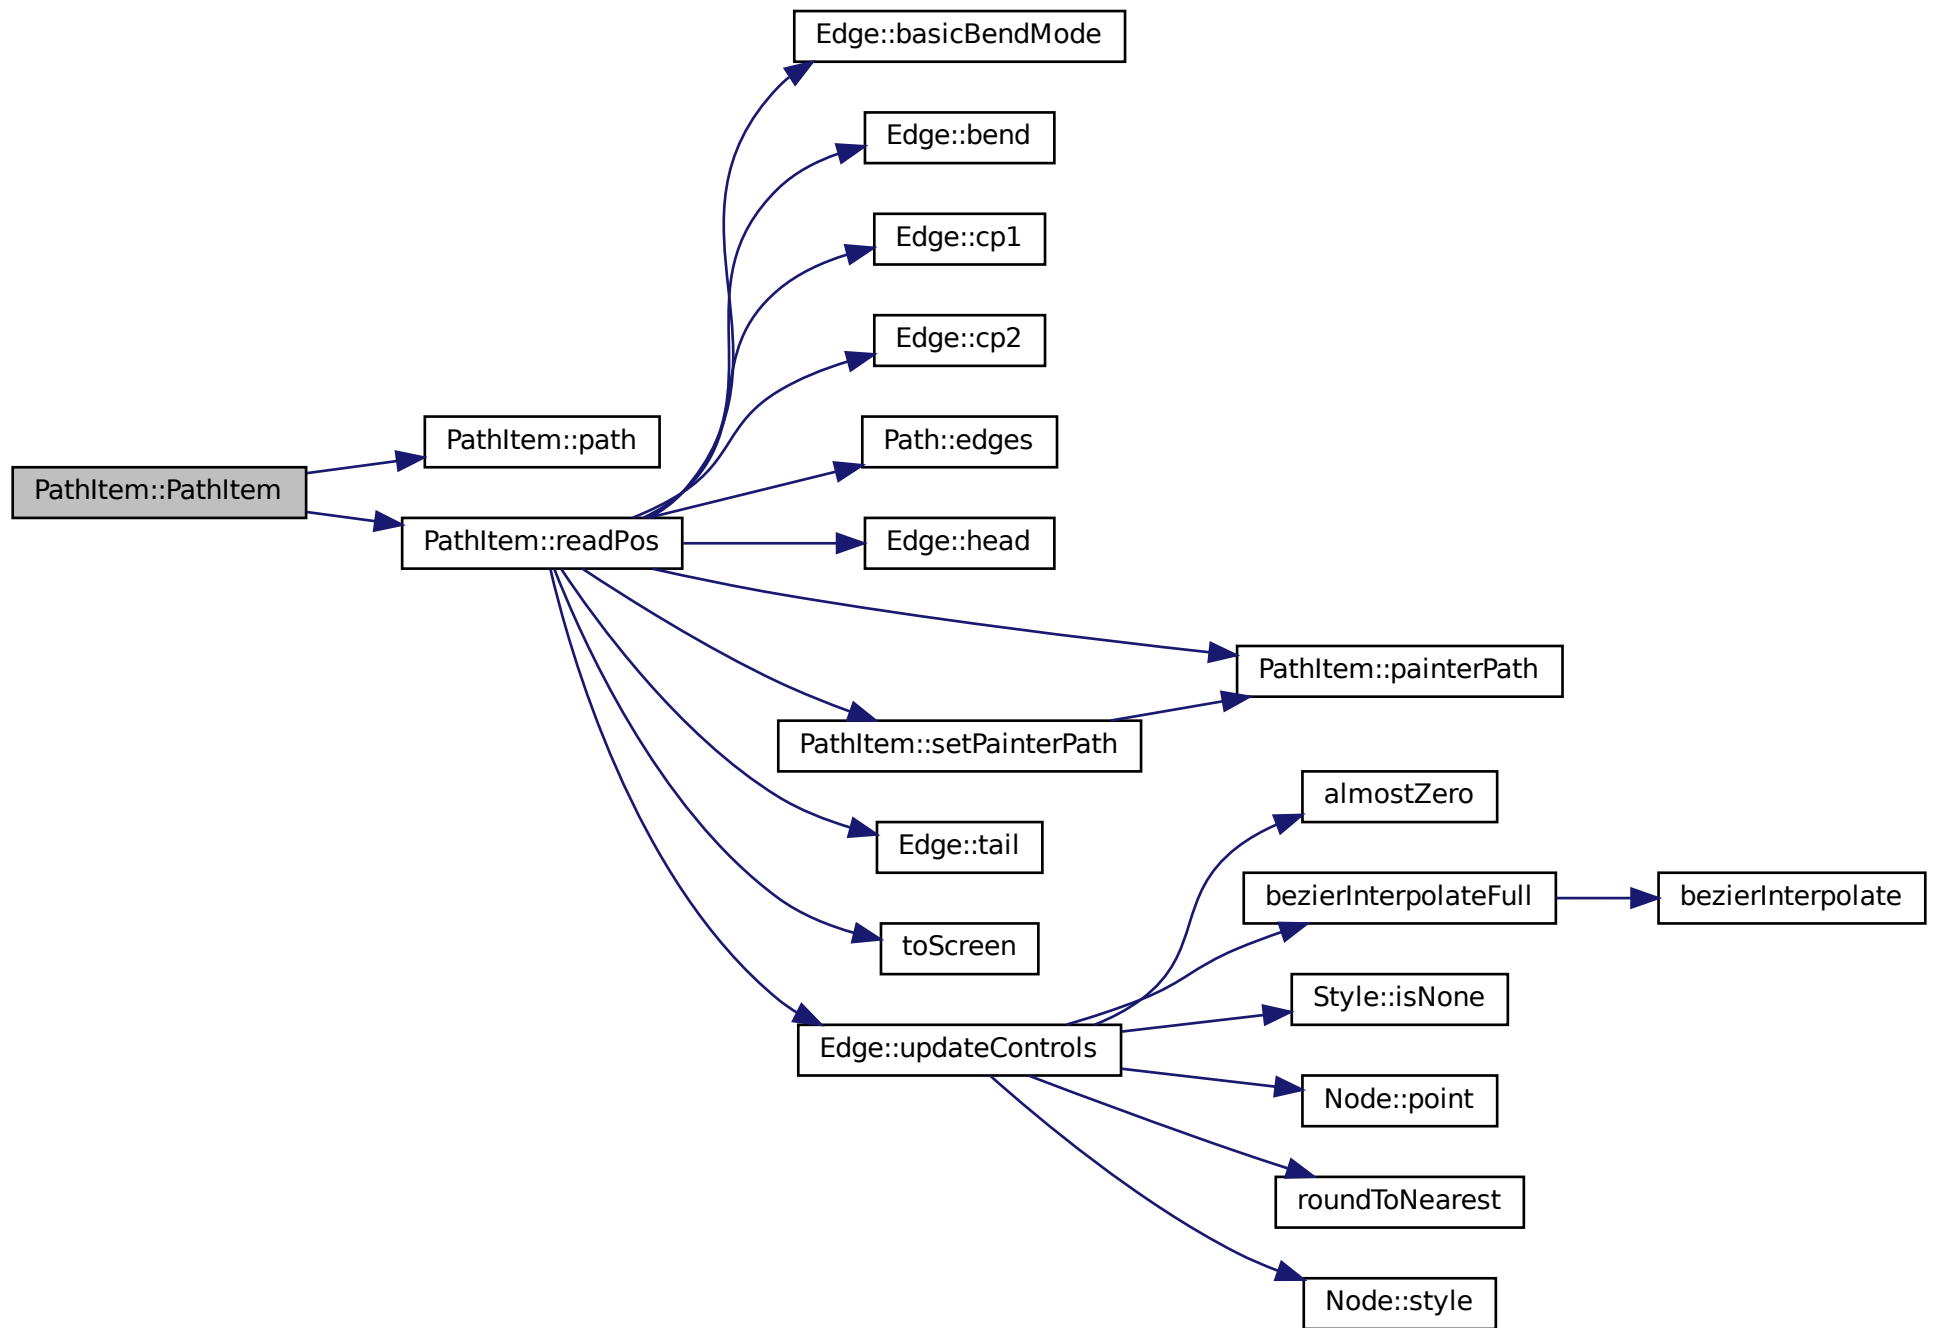 Edge::basicBendMode
Edge::bend
Edge::cp1
Edge::cp2
PathItem::path
Path::edges
PathItem::PathItem
PathItem::readPos
Edge::head
PathItem::painterPath
PathItem::setPainterPath
almostZero
Edge::tail
bezierInterpolateFull
bezierInterpolate
toScreen
Style::isNone
Edge::updateControls
Node::point
roundToNearest
Node::style